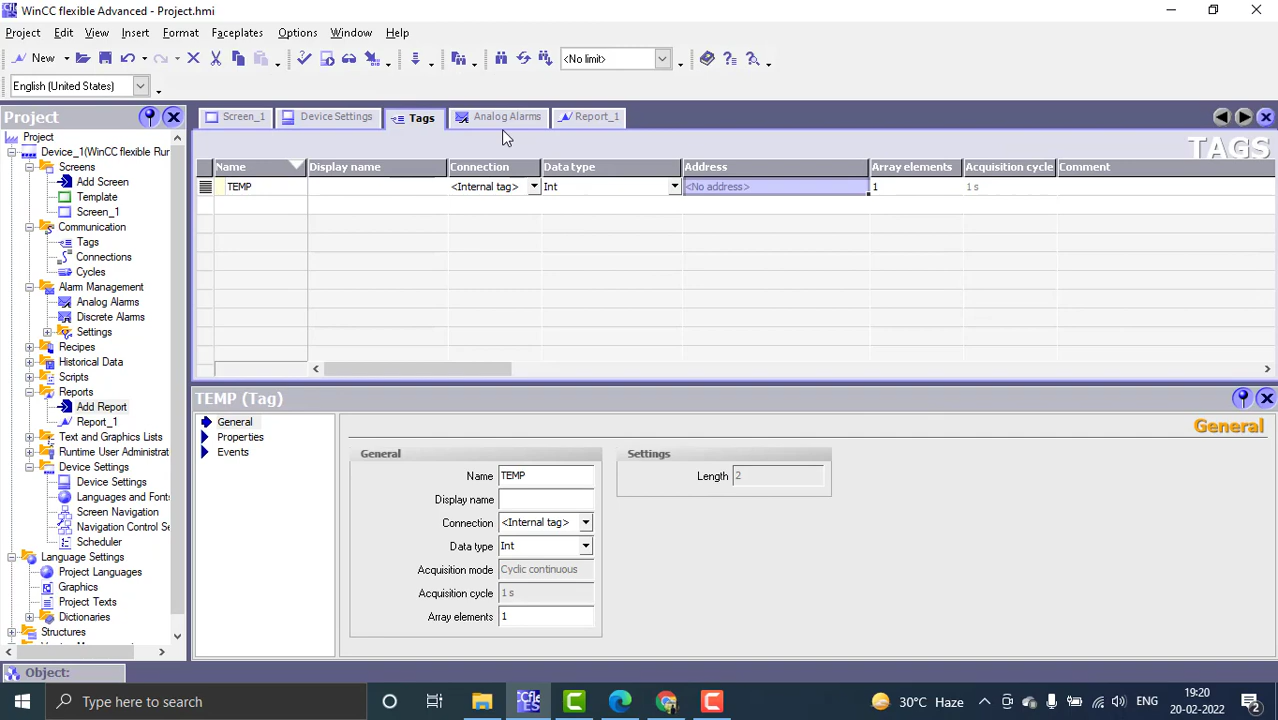 WinCC flexible Advanced - Project.hmi
Project Edit View Insert Format Faceplates Options Window Help
New <No limit>
English (United States)
Project
Screen_1 Device Settings Tags Analog Alarms Report_1
TAGS
Project
Device_1(WinCC flexible Run
Screens
Add Screen
Template
Screen_1
Communication
Tags
Connections
Cycles
Alarm Management
Analog Alarms
Discrete Alarms
Settings
Recipes
Historical Data
Scripts
Reports
Add Report
Report_1
Text and Graphics Lists
Runtime User Administrat
Device Settings
Device Settings
Languages and Fonts
Screen Navigation
Navigation Control Se
Scheduler
Language Settings
Project Languages
Graphics
Project Texts
Dictionaries
Structures
Name Display name Connection Data type Address Array elements Acquisition cycle Comment
TEMP <Internal tag> Int <No address> 1 1 s
TEMP (Tag)
General
Properties
Events
General
General
Name TEMP
Display name
Connection <Internal tag>
Data type Int
Acquisition mode Cyclic continuous
Acquisition cycle 1 s
Array elements 1
Settings
Length 2
Object:
Type here to search
30°C Haze
ENG
19:20
20-02-2022
2